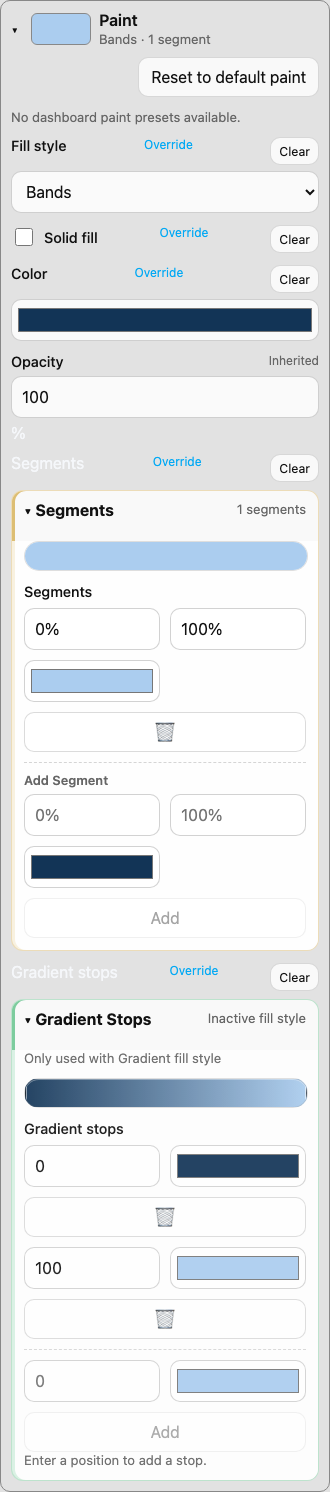 Paint
Bands · 1 segment
Reset to default paint
No dashboard paint presets available.
Fill style Override Clear
Bands
Solid fill Override Clear
Color Override Clear
Opacity Inherited
100
%
Segments Override Clear
Segments 1 segments
Segments
0% 100%
Add Segment
0% 100%
Add
Gradient stops Override Clear
Gradient Stops Inactive fill style
Only used with Gradient fill style
Gradient stops
0
100
0
Add
Enter a position to add a stop.